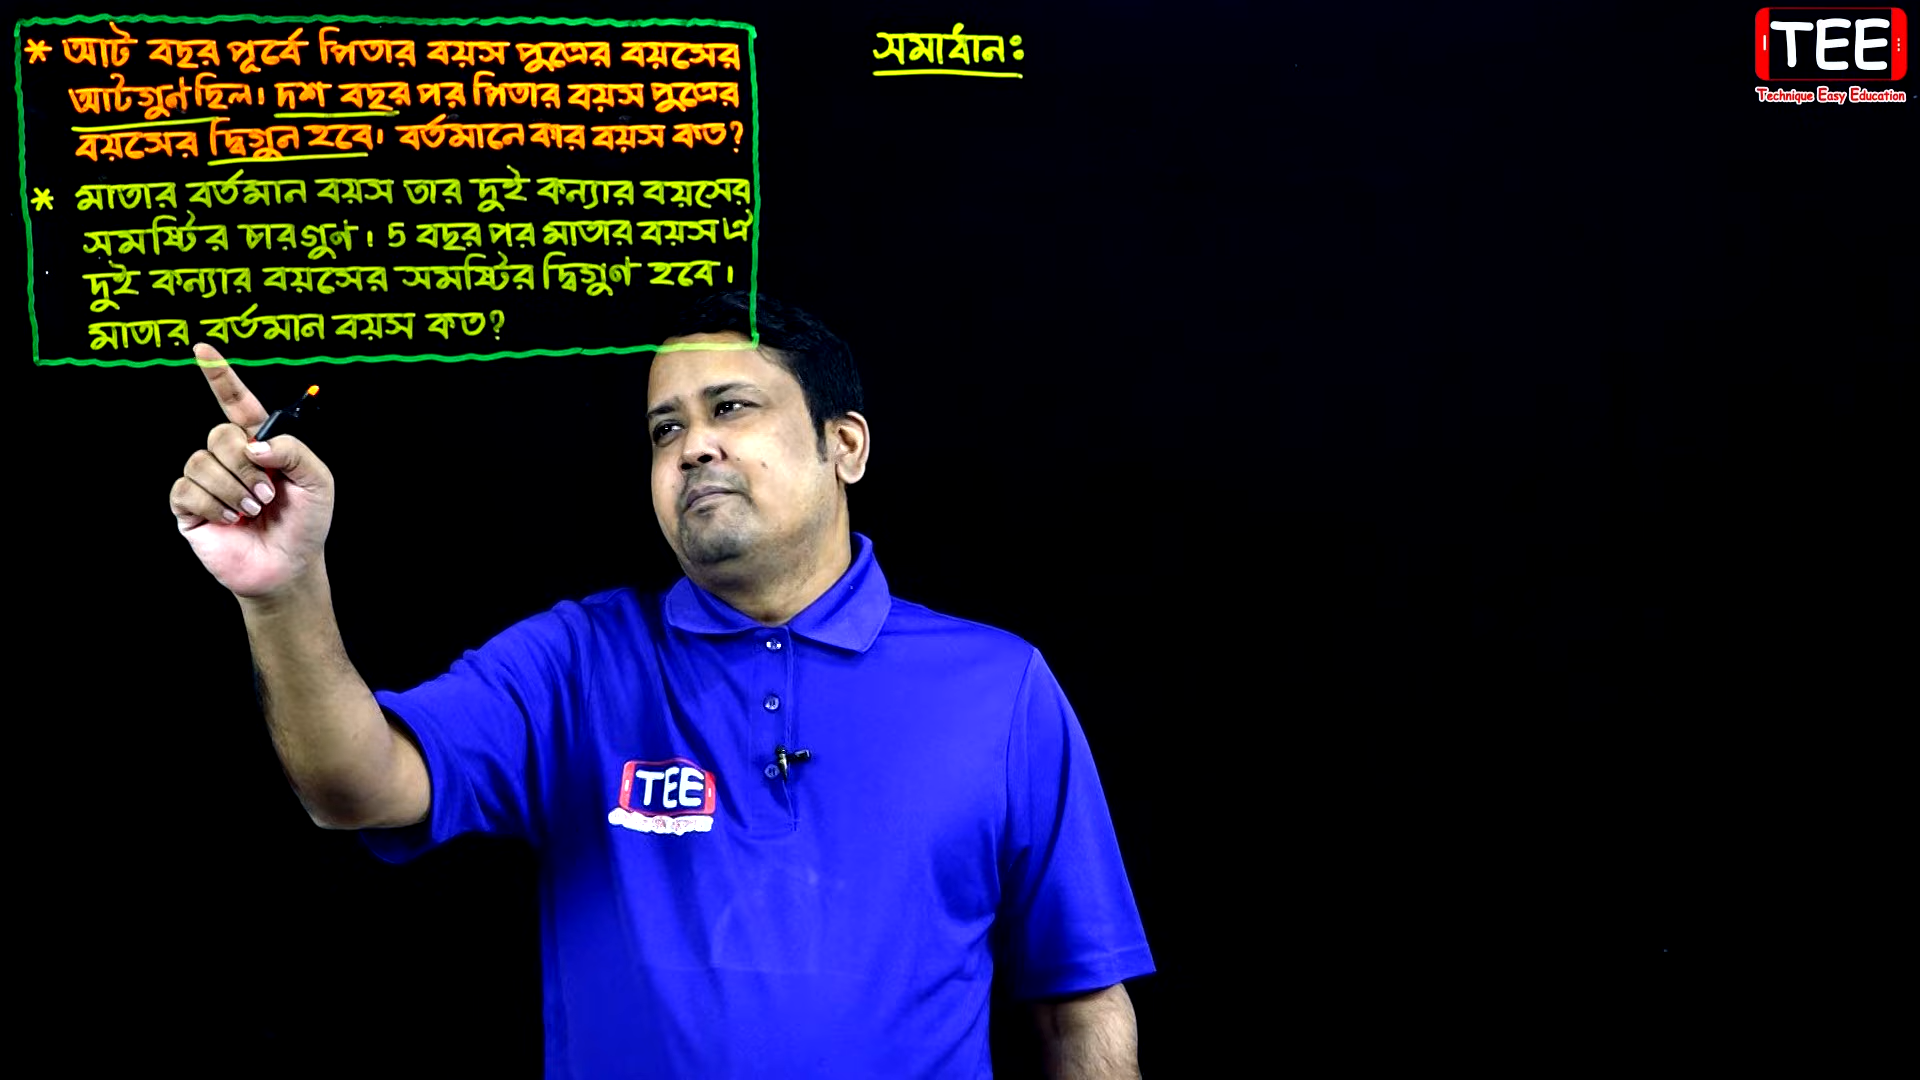 * আট বছর পূর্বে পিতার বয়স পুত্রের বয়সের
আটগুণ ছিল। দশ বছর পর পিতার বয়স পুত্রের
বয়সের দ্বিগুন হবে। বর্তমানে কার বয়স কত?
* মাতার বর্তমান বয়স তার দুই কন্যার বয়সের
সমষ্টির চারগুণ। 5 বছর পর মাতার বয়স ঐ
দুই কন্যার বয়সের সমষ্টির দ্বিগুণ হবে।
মাতার বর্তমান বয়স কত?
সমাধানঃ
TEE
Technique Easy Education
TEE